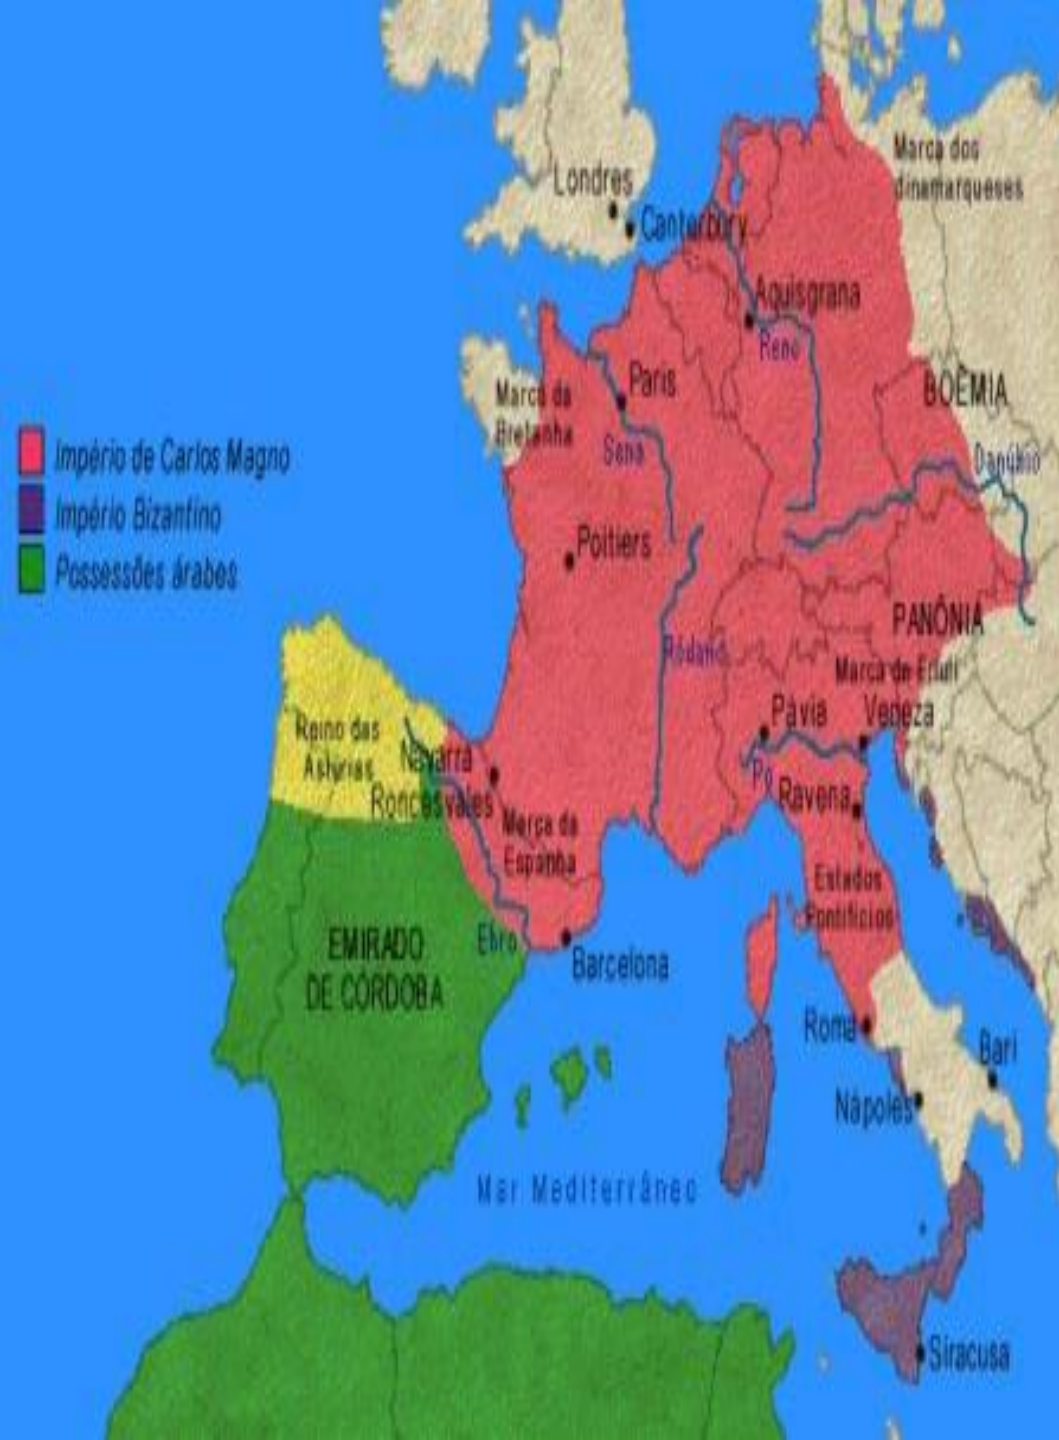 Londres
Canterbury
Marca dos
dinamarqueses
Aquisgrana
Reno
Paris
Marca da
Bretanha
Sena
BOÊMIA
Danúbio
Império de Carlos Magno
Império Bizantino
Possessões árabes
Poitiers
PANÔNIA
Ródano
Marca de Friuli
Pávia
Veneza
Reino das
Astúrias
Navarra
Roncesvales
Pó
Ravena
Marca da
Espanha
Estados
Pontifícios
EMIRADO
DE CÓRDOBA
Ebro
Barcelona
Roma
Bari
Nápoles
Mar Mediterrâneo
Siracusa